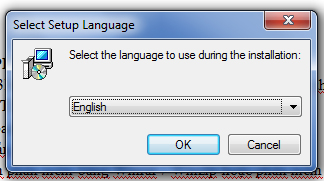 Select Setup Language
Select the language to use during the installation:
English
OK
Cancel